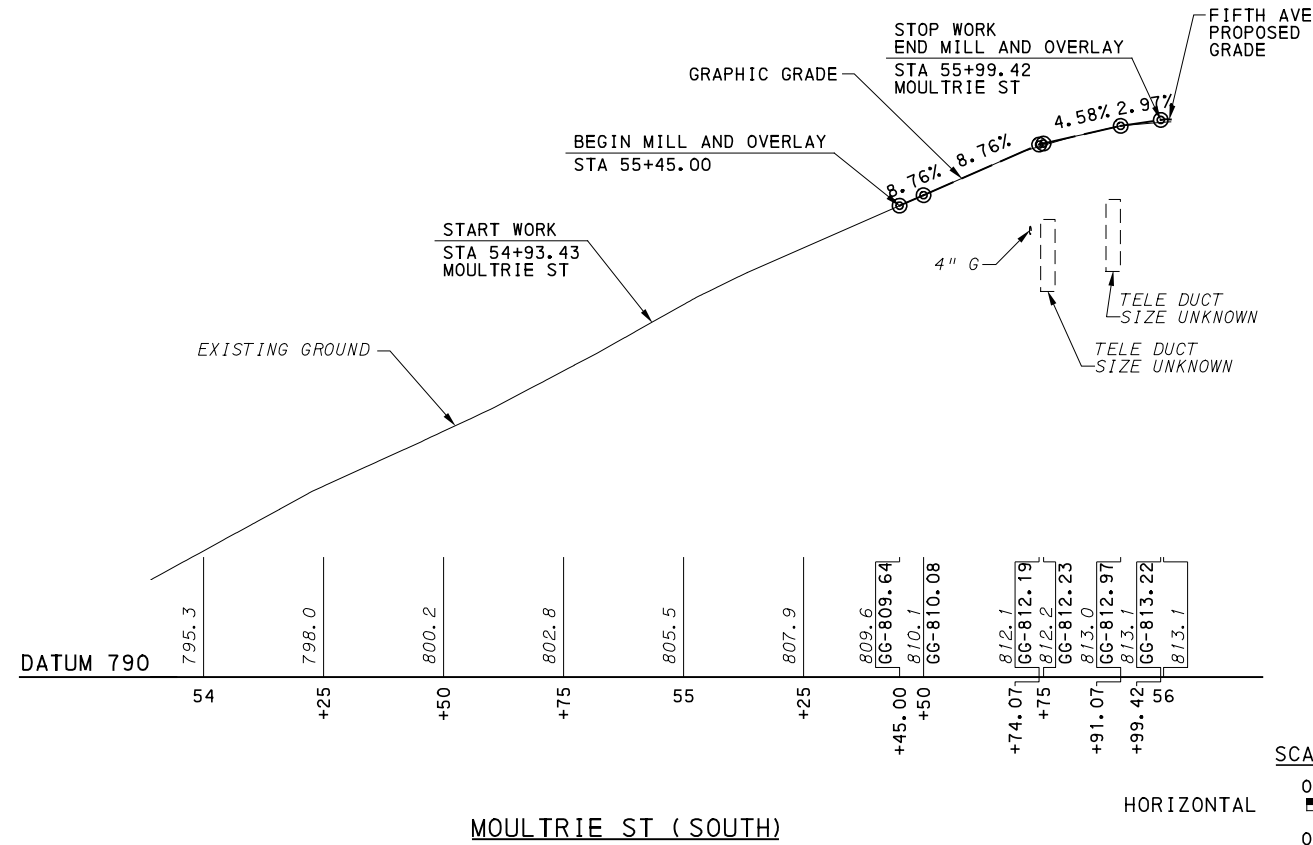 FIFTH AVE
PROPOSED
GRADE
STOP WORK
END MILL AND OVERLAY
STA 55+99.42
MOULTRIE ST
GRAPHIC GRADE
4.58%
2.97%
BEGIN MILL AND OVERLAY
STA 55+45.00
8.76%
8.76%
START WORK
STA 54+93.43
MOULTRIE ST
4" G
TELE DUCT
SIZE UNKNOWN
TELE DUCT
SIZE UNKNOWN
EXISTING GROUND
DATUM 790
795.3
798.0
800.2
802.8
805.5
807.9
809.6
GG-809.64
810.1
GG-810.08
812.1
GG-812.19
812.2
GG-812.23
813.0
GG-812.97
813.1
GG-813.22
813.1
54
+25
+50
+75
55
+25
+45.00
+50
+74.07
+75
+91.07
+99.42
56
SCA
0
HORIZONTAL
0
MOULTRIE ST (SOUTH)